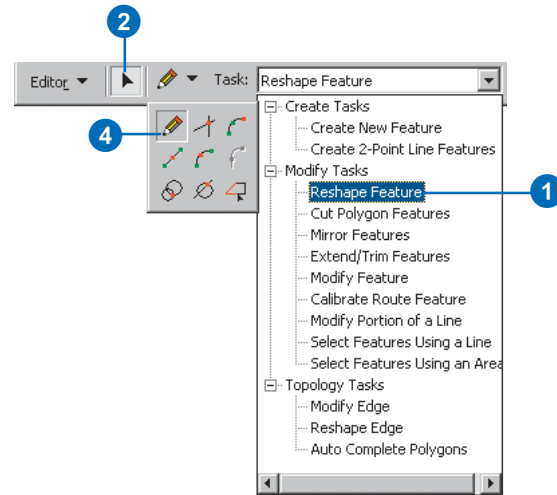 2
Editor Task: Reshape Feature
4
Create Tasks
Create New Feature
Create 2-Point Line Features
Modify Tasks
Reshape Feature
1
Cut Polygon Features
Mirror Features
Extend/Trim Features
Modify Feature
Calibrate Route Feature
Modify Portion of a Line
Select Features Using a Line
Select Features Using an Area
Topology Tasks
Modify Edge
Reshape Edge
Auto Complete Polygons